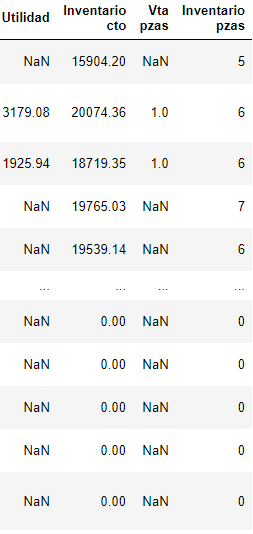 Utilidad Inventario cto Vta pzas Inventario pzas
NaN 15904.20 NaN 5
3179.08 20074.36 1.0 6
1925.94 18719.35 1.0 6
NaN 19765.03 NaN 7
NaN 19539.14 NaN 6
... ... ... ...
NaN 0.00 NaN 0
NaN 0.00 NaN 0
NaN 0.00 NaN 0
NaN 0.00 NaN 0
NaN 0.00 NaN 0